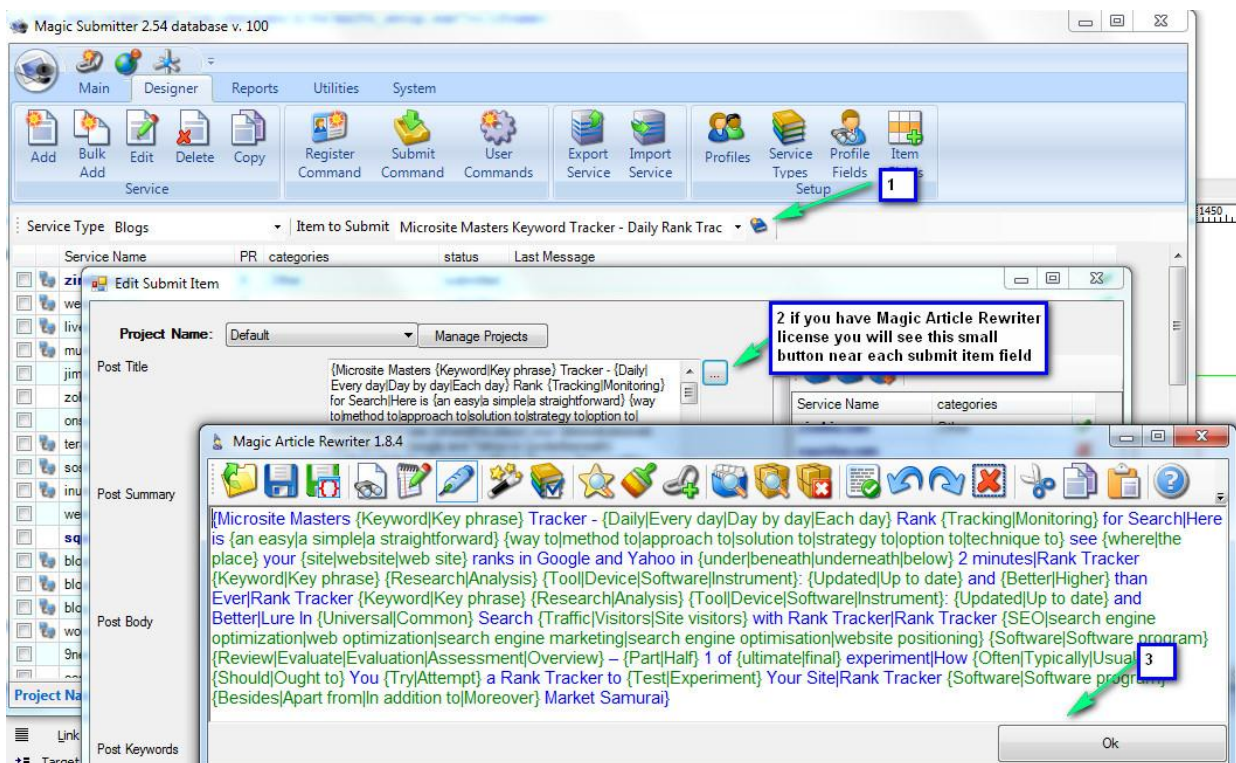 Magic Submitter 2.54 database v. 100
Main Designer Reports Utilities System
Add Bulk Add Edit Delete Copy
Service
Register Command Submit Command User Commands
Export Service Import Service
Profiles Service Types Profile Fields Item
Setup
1
1450
Service Type Blogs Item to Submit Microsite Masters Keyword Tracker - Daily Rank Trac
Service Name PR categories status Last Message
Edit Submit Item
Project Name: Default Manage Projects
2 if you have Magic Article Rewriter
license you will see this small
button near each submit item field
Post Title
{Microsite Masters {Keyword|Key phrase} Tracker - {Daily|
Every day|Day by day|Each day} Rank {Tracking|Monitoring}
for Search|Here is {an easy|a simple|a straightforward} {way
to|method to|approach to|solution to|strategy to|option to|
...
Service Name categories
Magic Article Rewriter 1.8.4
Post Summary
{Microsite Masters {Keyword|Key phrase} Tracker - {Daily|Every day|Day by day|Each day} Rank {Tracking|Monitoring} for Search|Here
is {an easy|a simple|a straightforward} {way to|method to|approach to|solution to|strategy to|option to|technique to} see {where|the
place} your {site|website|web site} ranks in Google and Yahoo in {under|beneath|underneath|below} 2 minutes|Rank Tracker
{Keyword|Key phrase} {Research|Analysis} {Tool|Device|Software|Instrument}: {Updated|Up to date} and {Better|Higher} than
Ever|Rank Tracker {Keyword|Key phrase} {Research|Analysis} {Tool|Device|Software|Instrument}: {Updated|Up to date} and
Better|Lure In {Universal|Common} Search {Traffic|Visitors|Site visitors} with Rank Tracker|Rank Tracker {SEO|search engine
optimization|web optimization|search engine marketing|search engine optimisation|website positioning} {Software|Software program}
{Review|Evaluate|Evaluation|Assessment|Overview} – {Part|Half} 1 of {ultimate|final} experiment|How {Often|Typically|Usual
{Should|Ought to} You {Try|Attempt} a Rank Tracker to {Test|Experiment} Your Site|Rank Tracker {Software|Software program}
{Besides|Apart from|In addition to|Moreover} Market Samurai}
Post Body
3
Project Na
Link
Target
Post Keywords
Ok